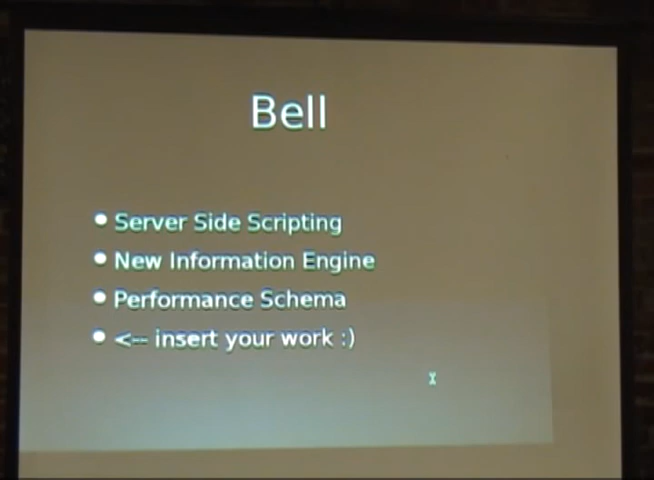 Bell
Server Side Scripting
New Information Engine
Performance Schema
<-- insert your work :)